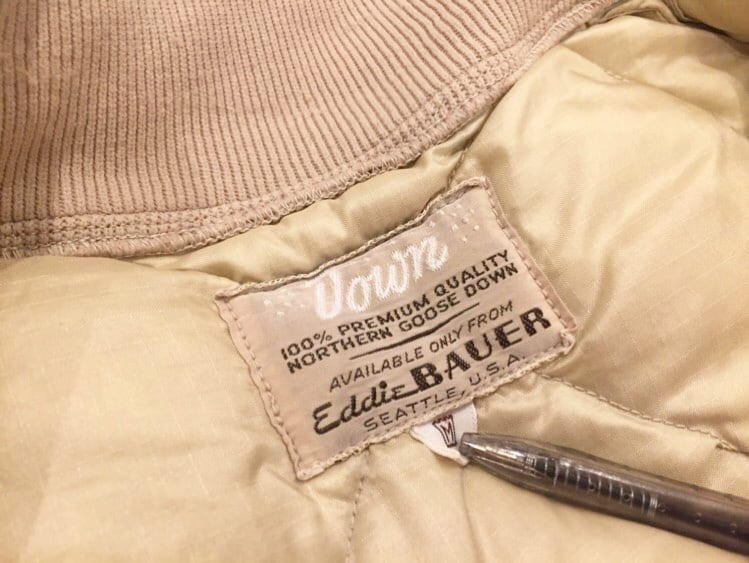 Down
100% PREMIUM QUALITY
NORTHERN GOOSE DOWN
AVAILABLE ONLY FROM
Eddie BAUER
SEATTLE, U.S.A.
M